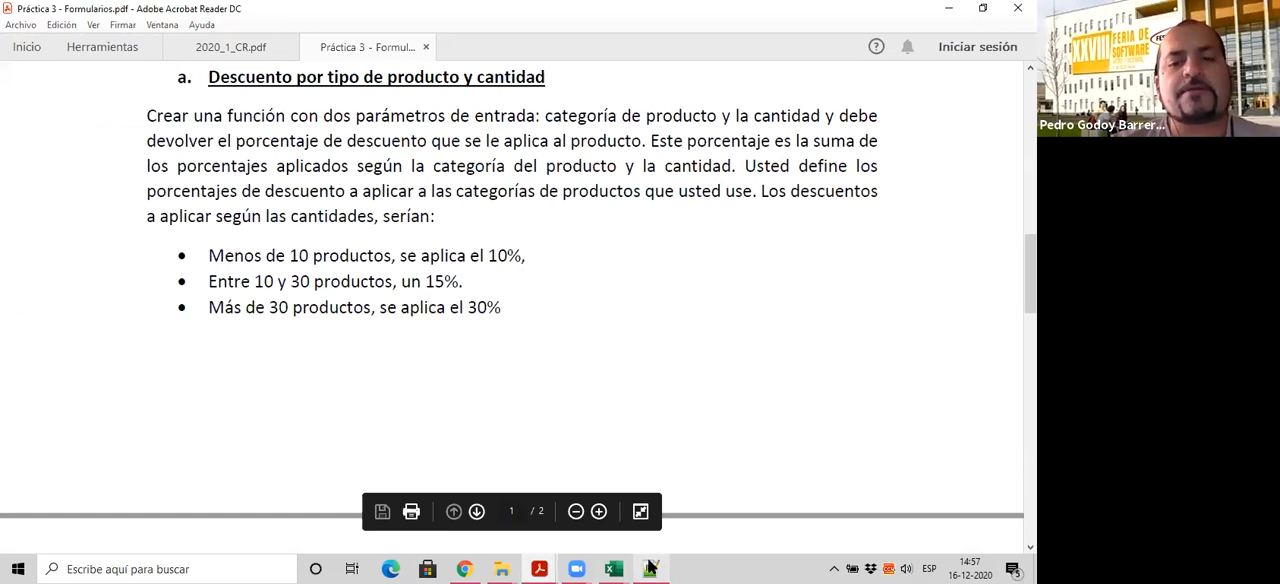 Práctica 3 - Formularios.pdf - Adobe Acrobat Reader DC
Archivo Edición Ver Firmar Ventana Ayuda
Inicio Herramientas 2020_1_CR.pdf Práctica 3 - Formul... × Iniciar sesión
a. Descuento por tipo de producto y cantidad
Crear una función con dos parámetros de entrada: categoría de producto y la cantidad y debe
devolver el porcentaje de descuento que se le aplica al producto. Este porcentaje es la suma de
los porcentajes aplicados según la categoría del producto y la cantidad. Usted define los
porcentajes de descuento a aplicar a las categorías de productos que usted use. Los descuentos
a aplicar según las cantidades, serían:
• Menos de 10 productos, se aplica el 10%,
• Entre 10 y 30 productos, un 15%.
• Más de 30 productos, se aplica el 30%
1 / 2
XXVIII FERIA DE
SOFTWARE
Pedro Godoy Barrer...
Escribe aquí para buscar
ESP
14:57
16-12-2020
5